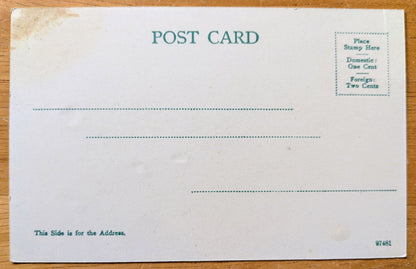 POST CARD
Place
Stamp Here
Domestic:
One Cent
Foreign:
Two Cents
This Side is for the Address.
97481